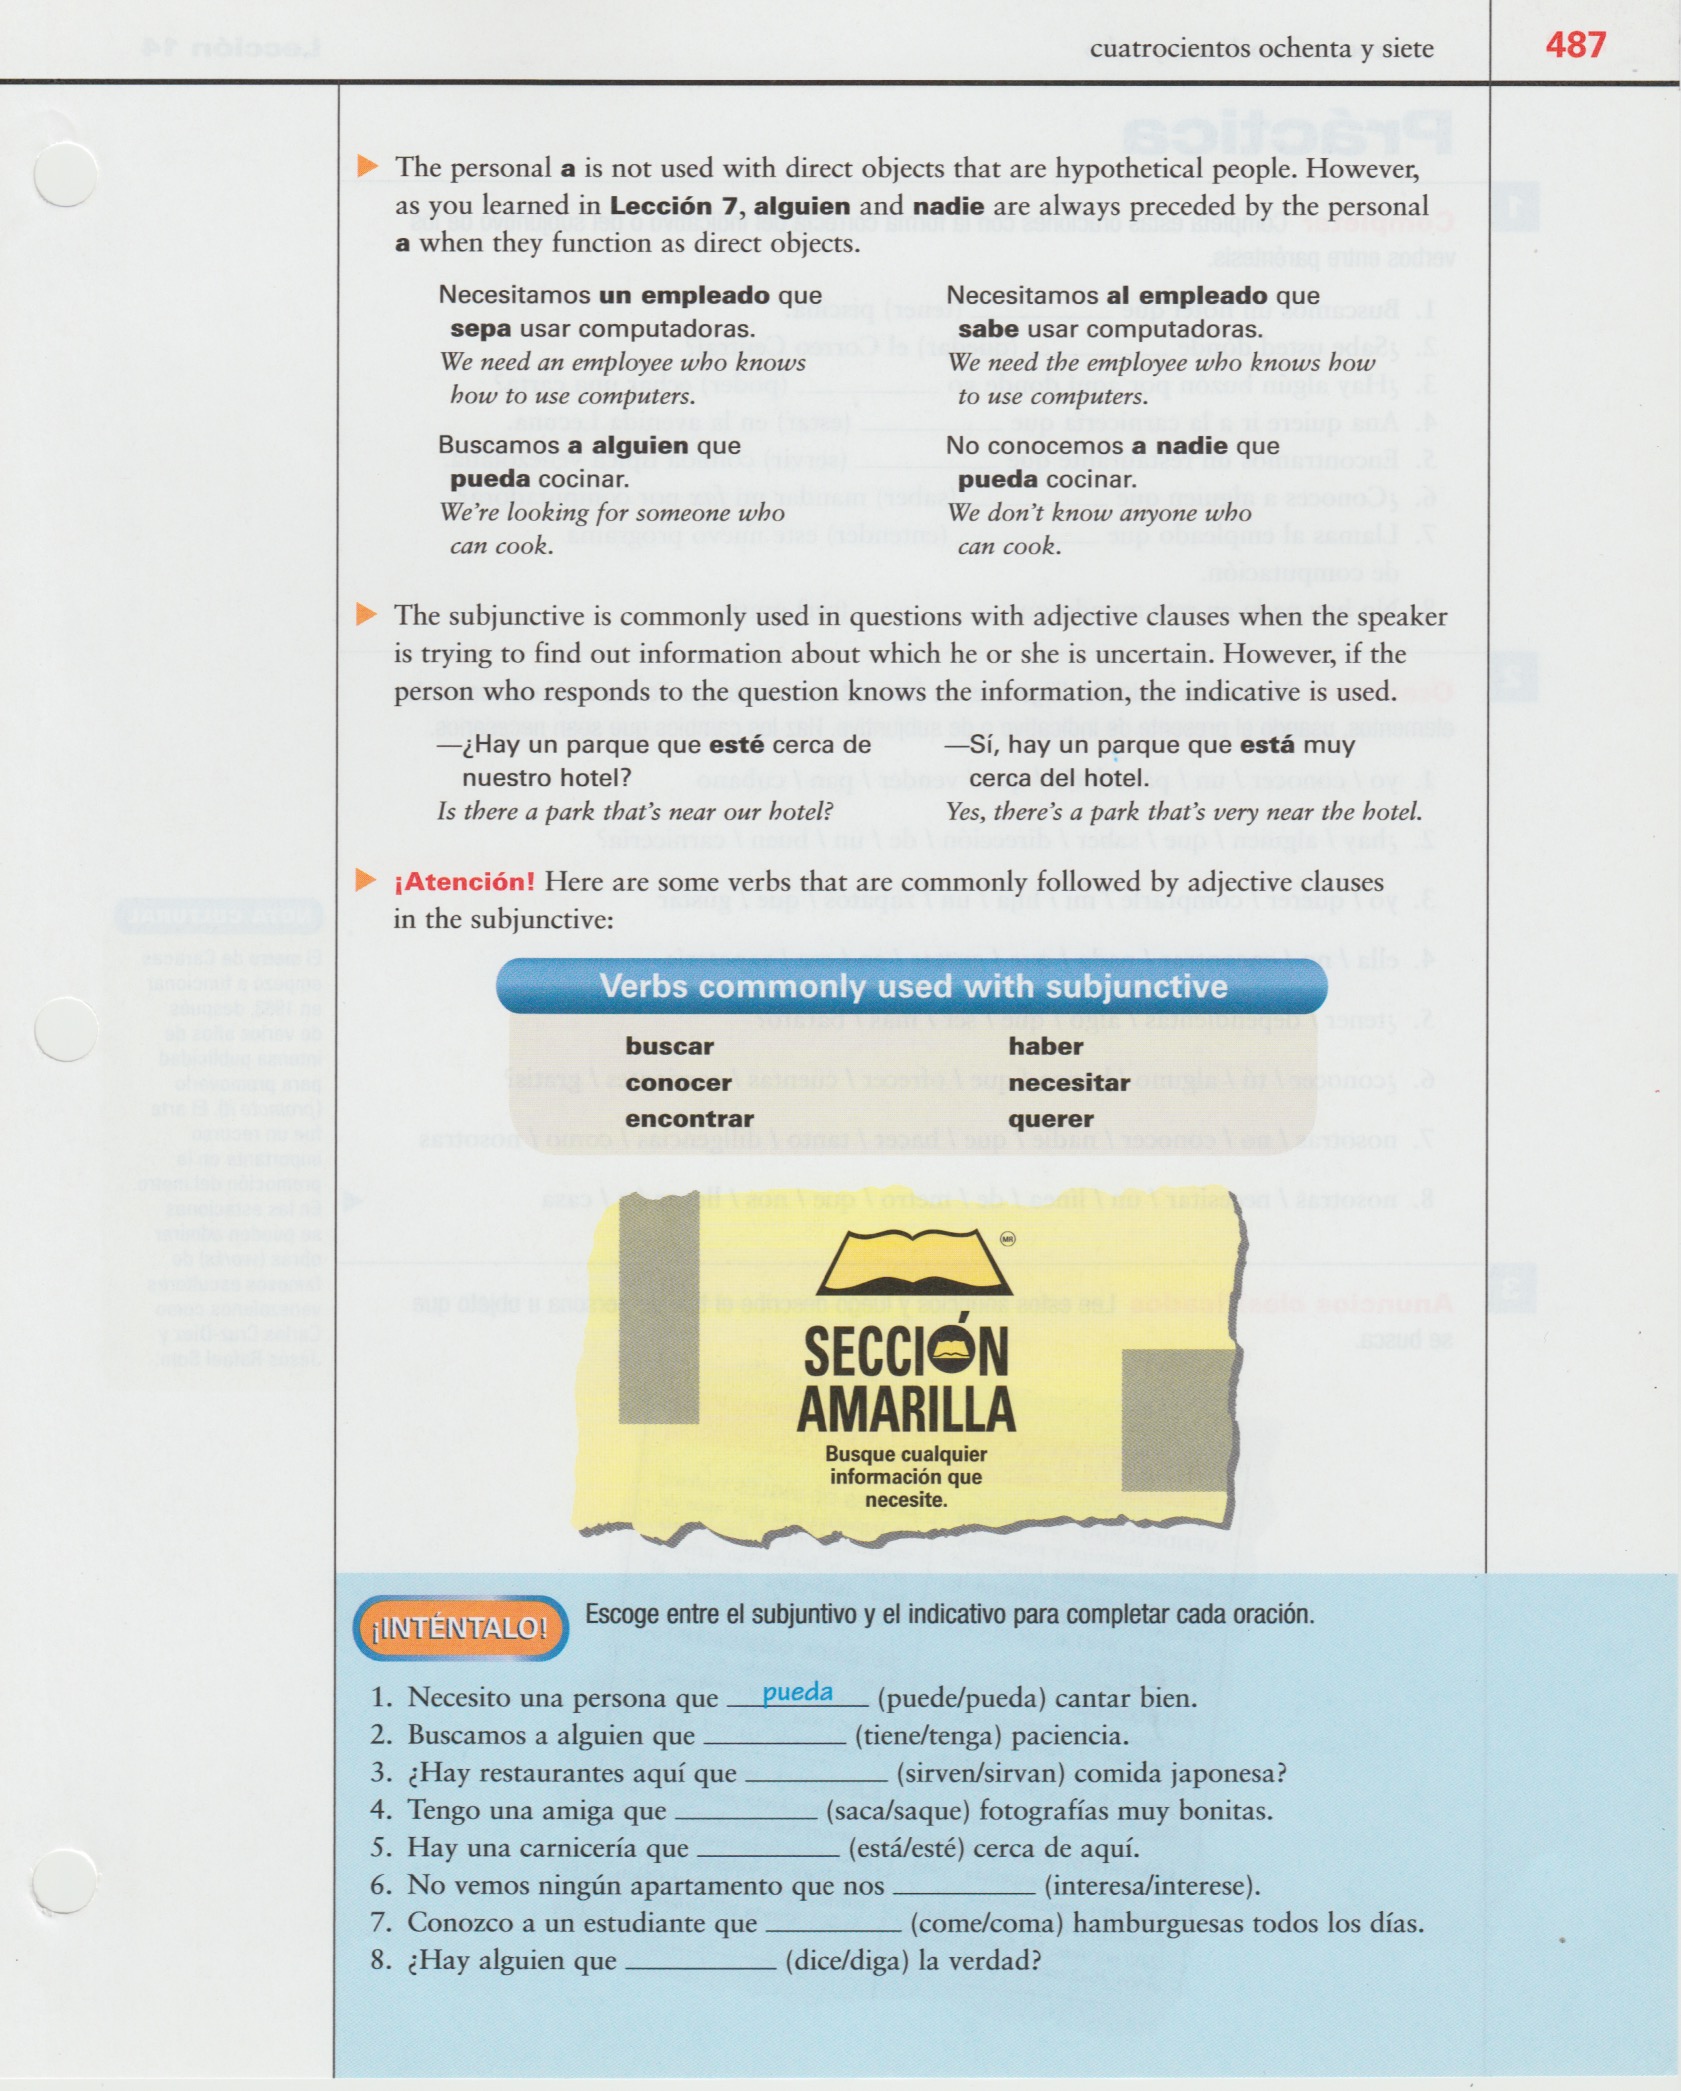 cuatrocientos ochenta y siete 487
The personal a is not used with direct objects that are hypothetical people. However,
as you learned in Lección 7, alguien and nadie are always preceded by the personal
a when they function as direct objects.
Necesitamos un empleado que
sepa usar computadoras.
We need an employee who knows
how to use computers.
Necesitamos al empleado que
sabe usar computadoras.
We need the employee who knows how
to use computers.
Buscamos a alguien que
pueda cocinar.
We're looking for someone who
can cook.
No conocemos a nadie que
pueda cocinar.
We don't know anyone who
can cook.
The subjunctive is commonly used in questions with adjective clauses when the speaker
is trying to find out information about which he or she is uncertain. However, if the
person who responds to the question knows the information, the indicative is used.
—¿Hay un parque que esté cerca de
nuestro hotel?
Is there a park that's near our hotel?
—Sí, hay un parque que está muy
cerca del hotel.
Yes, there's a park that's very near the hotel.
¡Atención! Here are some verbs that are commonly followed by adjective clauses
in the subjunctive:
Verbs commonly used with subjunctive
buscar haber
conocer necesitar
encontrar querer
MR
SECCIÓN
AMARILLA
Busque cualquier
información que
necesite.
¡INTÉNTALO! Escoge entre el subjuntivo y el indicativo para completar cada oración.
1. Necesito una persona que pueda (puede/pueda) cantar bien.
2. Buscamos a alguien que __________ (tiene/tenga) paciencia.
3. ¿Hay restaurantes aquí que __________ (sirven/sirvan) comida japonesa?
4. Tengo una amiga que __________ (saca/saque) fotografías muy bonitas.
5. Hay una carnicería que __________ (está/esté) cerca de aquí.
6. No vemos ningún apartamento que nos __________ (interesa/interese).
7. Conozco a un estudiante que __________ (come/coma) hamburguesas todos los días.
8. ¿Hay alguien que __________ (dice/diga) la verdad?